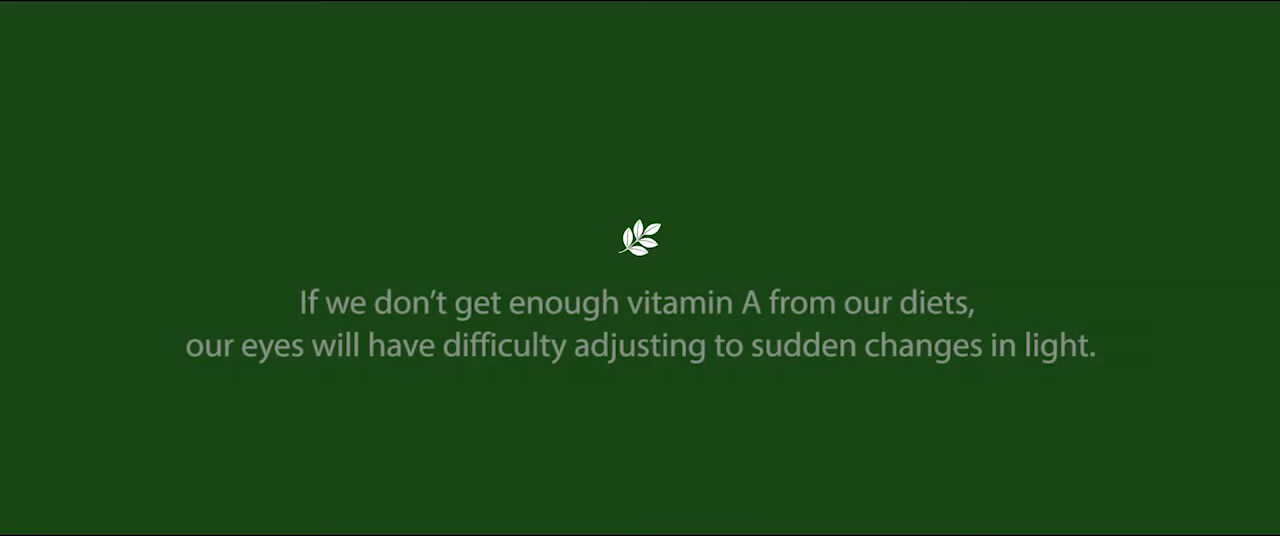 If we don’t get enough vitamin A from our diets,
our eyes will have difficulty adjusting to sudden changes in light.